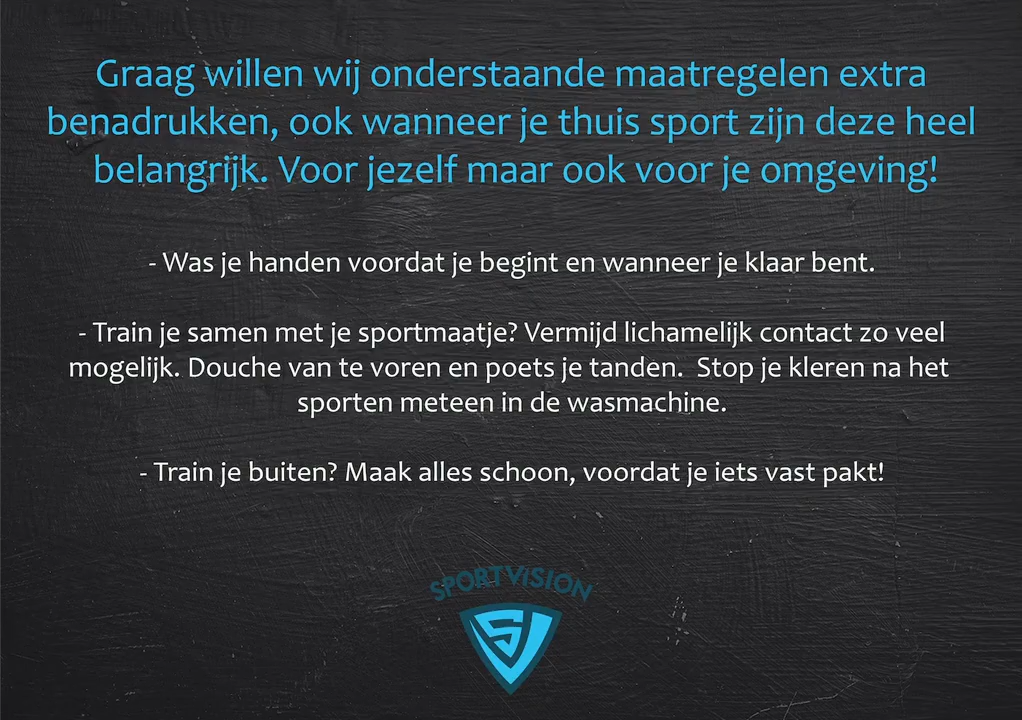 Graag willen wij onderstaande maatregelen extra
benadrukken, ook wanneer je thuis sport zijn deze heel
belangrijk. Voor jezelf maar ook voor je omgeving!
- Was je handen voordat je begint en wanneer je klaar bent.
- Train je samen met je sportmaatje? Vermijd lichamelijk contact zo veel
mogelijk. Douche van te voren en poets je tanden.  Stop je kleren na het
sporten meteen in de wasmachine.
- Train je buiten? Maak alles schoon, voordat je iets vast pakt!
SPORTVISION